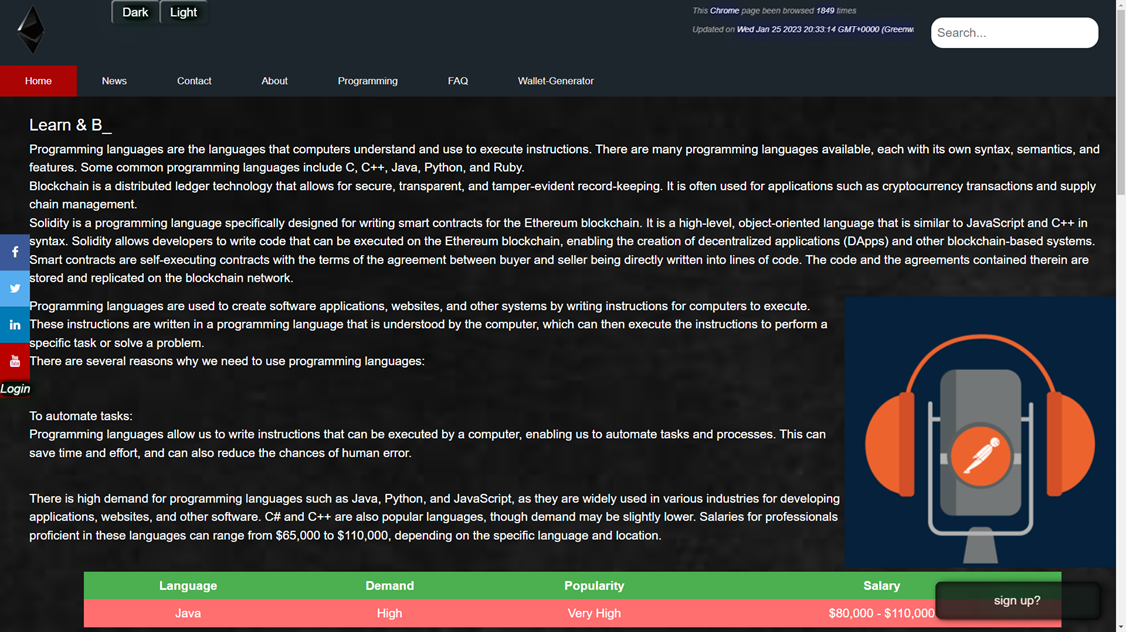 Dark Light
This Chrome page been browsed 1849 times
Updated on Wed Jan 25 2023 20:33:14 GMT+0000 (Greenw
Search...
Home News Contact About Programming FAQ Wallet-Generator
Learn & B_
Programming languages are the languages that computers understand and use to execute instructions. There are many programming languages available, each with its own syntax, semantics, and
features. Some common programming languages include C, C++, Java, Python, and Ruby.
Blockchain is a distributed ledger technology that allows for secure, transparent, and tamper-evident record-keeping. It is often used for applications such as cryptocurrency transactions and supply
chain management.
Solidity is a programming language specifically designed for writing smart contracts for the Ethereum blockchain. It is a high-level, object-oriented language that is similar to JavaScript and C++ in
syntax. Solidity allows developers to write code that can be executed on the Ethereum blockchain, enabling the creation of decentralized applications (DApps) and other blockchain-based systems.
Smart contracts are self-executing contracts with the terms of the agreement between buyer and seller being directly written into lines of code. The code and the agreements contained therein are
stored and replicated on the blockchain network.
Programming languages are used to create software applications, websites, and other systems by writing instructions for computers to execute.
These instructions are written in a programming language that is understood by the computer, which can then execute the instructions to perform a
specific task or solve a problem.
There are several reasons why we need to use programming languages:
Login
To automate tasks:
Programming languages allow us to write instructions that can be executed by a computer, enabling us to automate tasks and processes. This can
save time and effort, and can also reduce the chances of human error.
There is high demand for programming languages such as Java, Python, and JavaScript, as they are widely used in various industries for developing
applications, websites, and other software. C# and C++ are also popular languages, though demand may be slightly lower. Salaries for professionals
proficient in these languages can range from $65,000 to $110,000, depending on the specific language and location.
Language Demand Popularity Salary
Java High Very High $80,000 - $110,000
sign up?